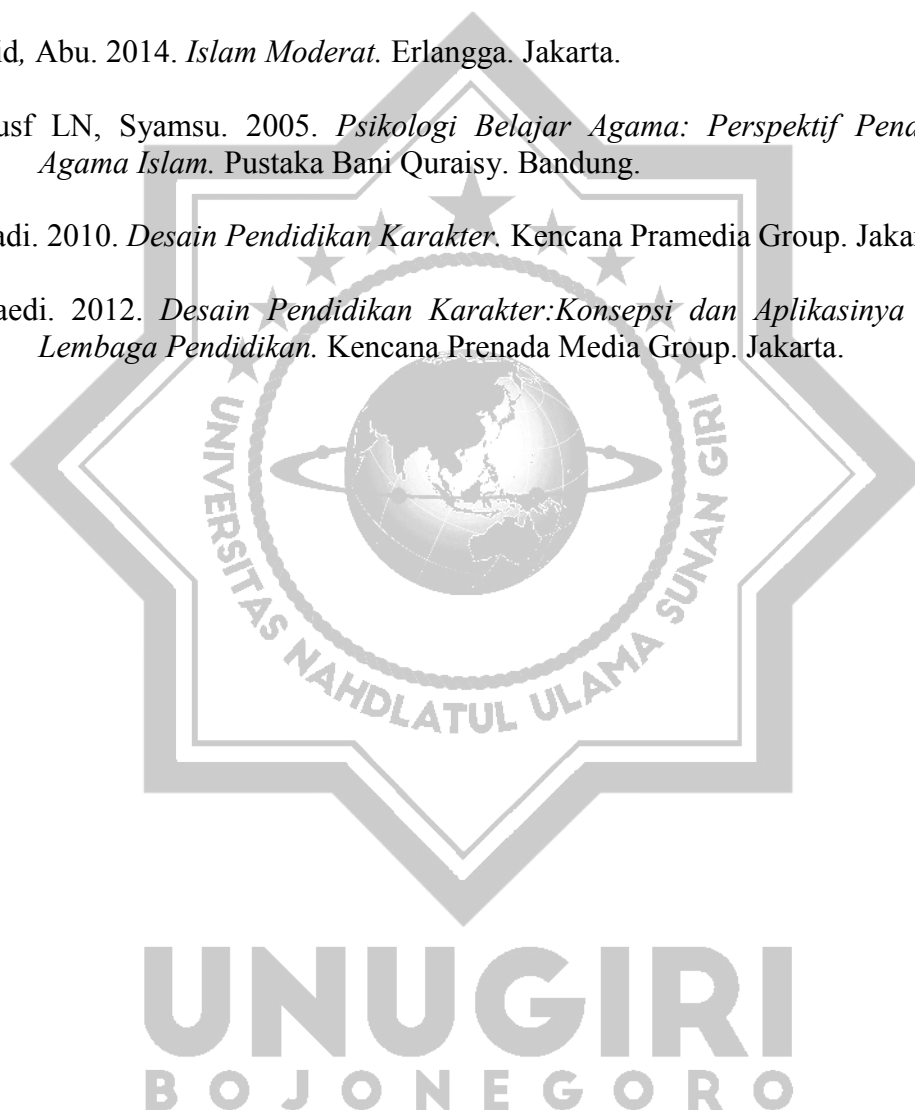 id, Abu. 2014. Islam Moderat. Erlangga. Jakarta.
usf LN, Syamsu. 2005. Psikologi Belajar Agama: Perspektif Pend
Agama Islam. Pustaka Bani Quraisy. Bandung.
adi. 2010. Desain Pendidikan Karakter. Kencana Pramedia Group. Jakar
aedi. 2012. Desain Pendidikan Karakter:Konsepsi dan Aplikasinya
Lembaga Pendidikan. Kencana Prenada Media Group. Jakarta.
UNIVERSITAS NAHDLATUL ULAMA SUNAN GIRI
UNUGIRI
BOJONEGORO